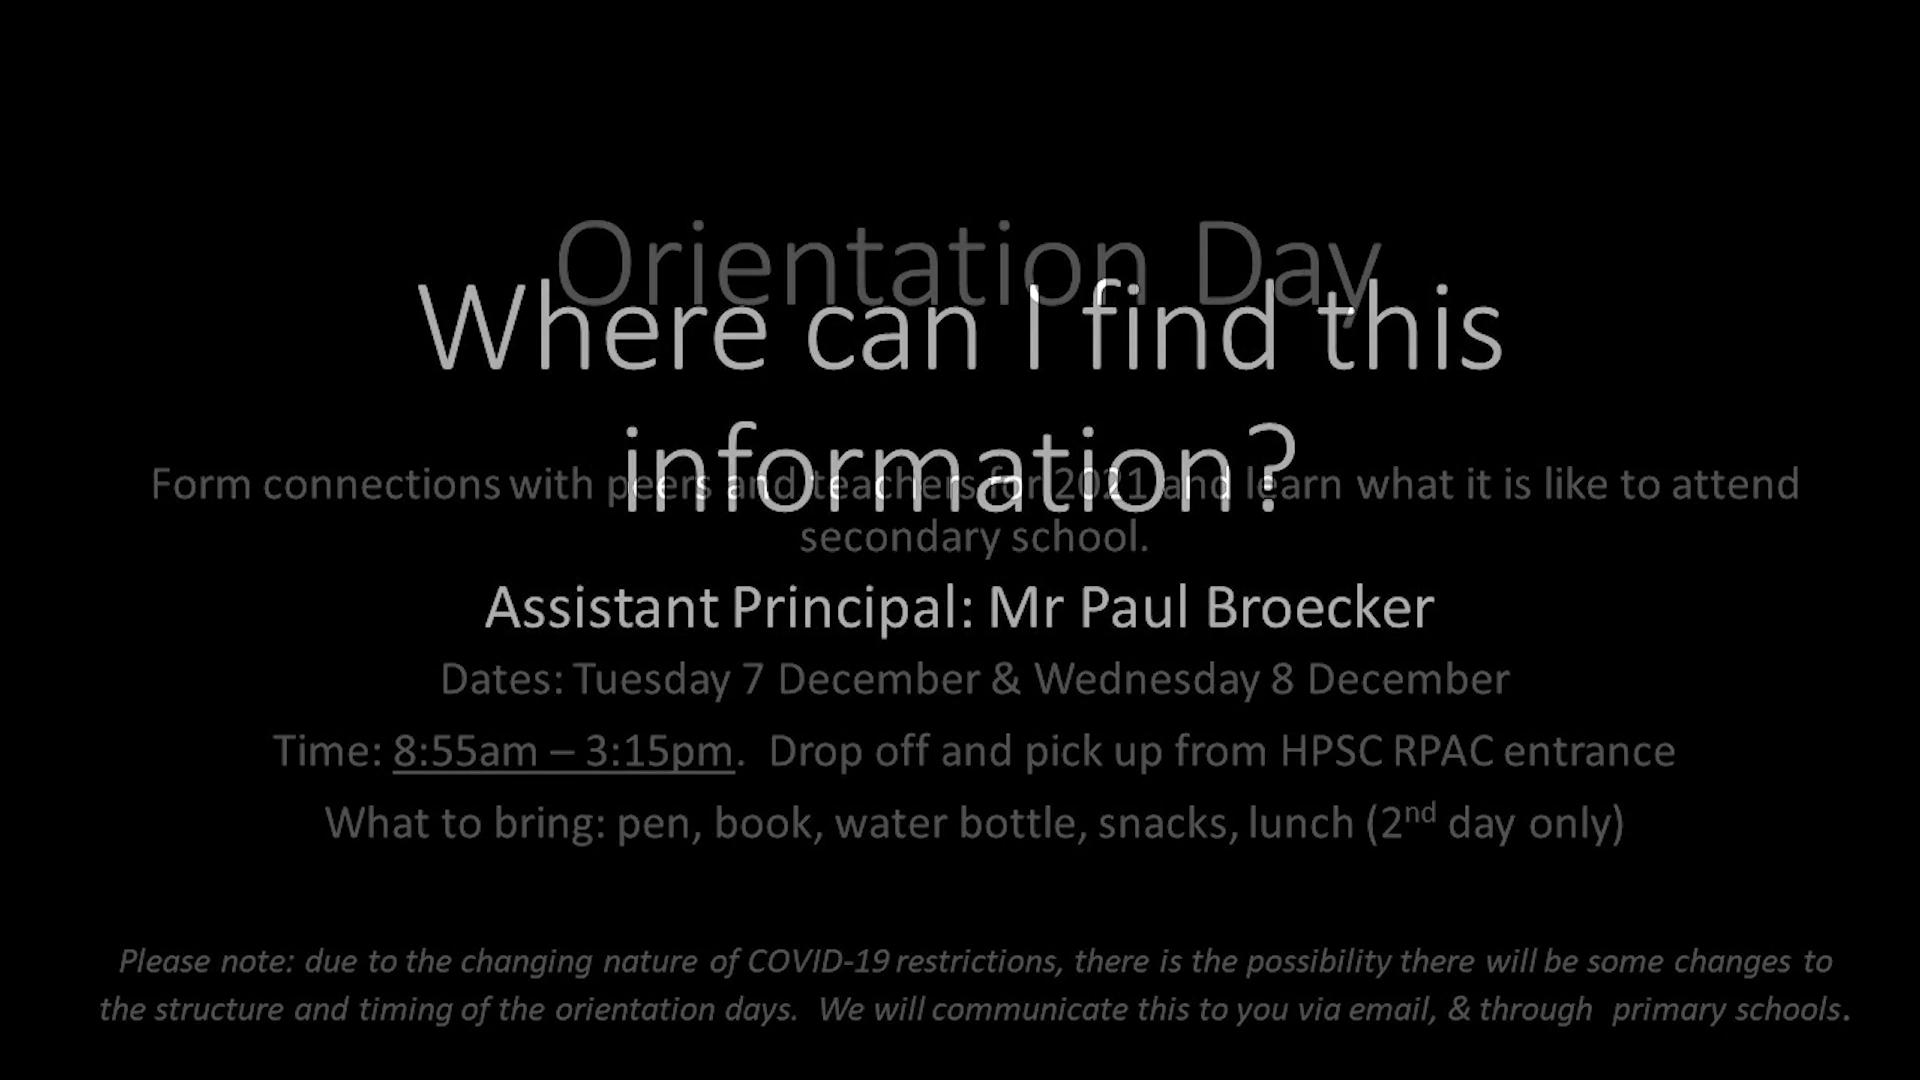 Orientation Day
Where can I find this
information?
Form connections with peers and teachers for 2021 and learn what it is like to attend
secondary school.
Assistant Principal: Mr Paul Broecker
Dates: Tuesday 7 December & Wednesday 8 December
Time: 8:55am – 3:15pm.  Drop off and pick up from HPSC RPAC entrance
What to bring: pen, book, water bottle, snacks, lunch (2nd day only)
Please note: due to the changing nature of COVID-19 restrictions, there is the possibility there will be some changes to
the structure and timing of the orientation days.  We will communicate this to you via email, & through  primary schools.